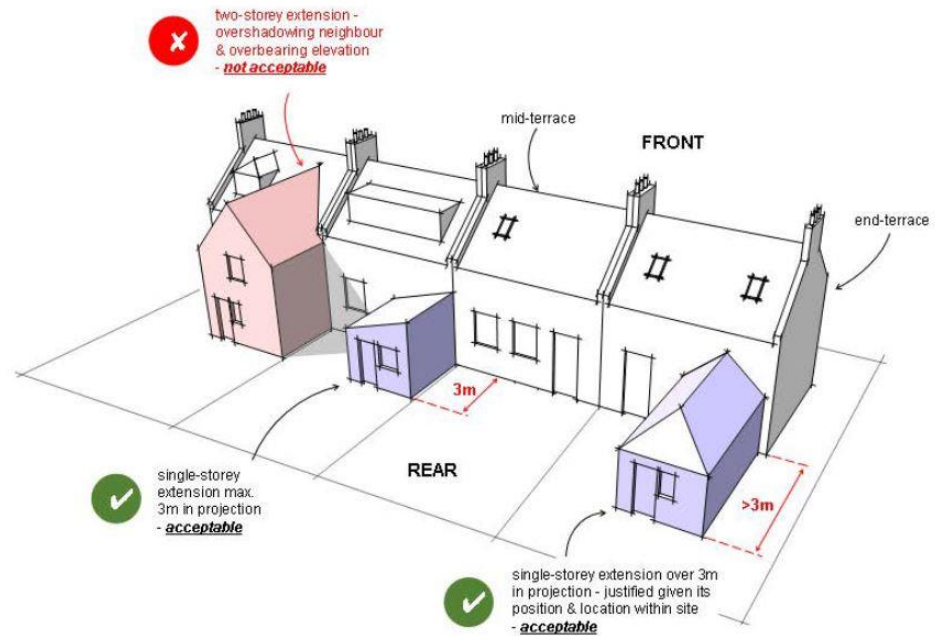 two-storey extension -
overshadowing neighbour
& overbearing elevation
- not acceptable
mid-terrace
FRONT
end-terrace
3m
REAR
single-storey
extension max.
3m in projection
- acceptable
>3m
single-storey extension over 3m
in projection - justified given its
position & location within site
- acceptable